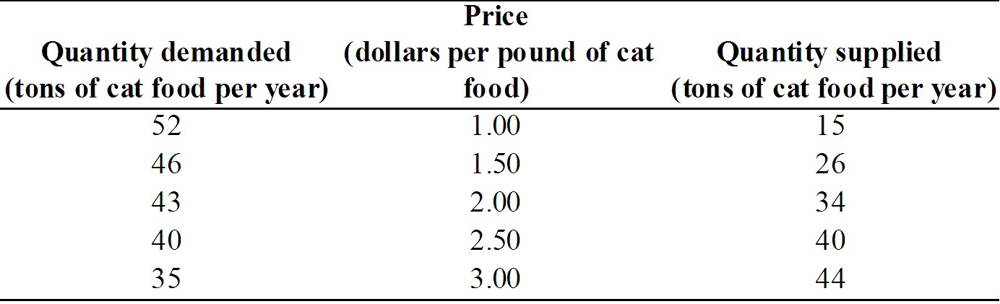 Price
Quantity demanded (dollars per pound of cat Quantity supplied
(tons of cat food per year) food) (tons of cat food per year)
52 1.00 15
46 1.50 26
43 2.00 34
40 2.50 40
35 3.00 44